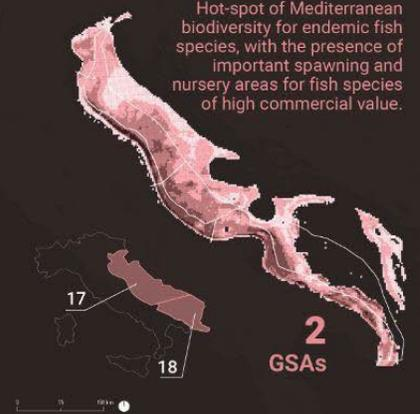 Hot-spot of Mediterranean
biodiversity for endemic fish
species, with the presence of
important spawning and
nursery areas for fish species
of high commercial value.
17
18
2
GSAs
0